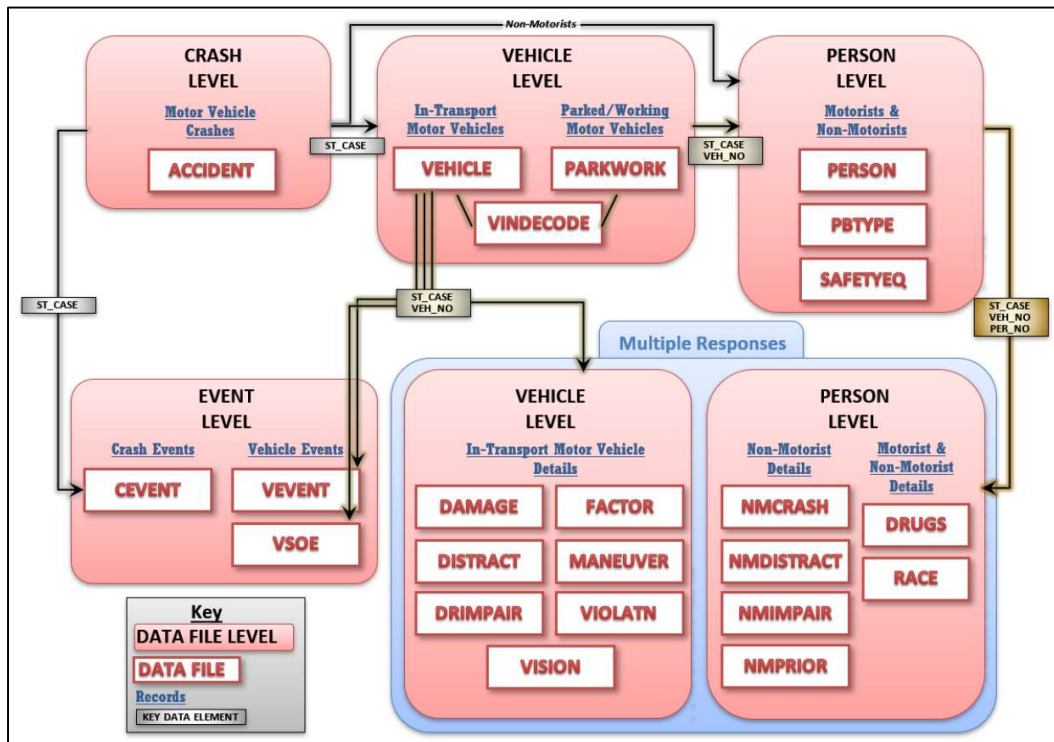 Non-Motorists
CRASH
LEVEL
Motor Vehicle
Crashes
ACCIDENT
ST_CASE
VEHICLE
LEVEL
In-Transport
Motor Vehicles
Parked/Working
Motor Vehicles
VEHICLE
PARKWORK
VINDECODE
ST_CASE
VEH_NO
PERSON
LEVEL
Motorists &
Non-Motorists
PERSON
PBTYPE
SAFETYEQ
ST_CASE
ST_CASE
VEH_NO
ST_CASE
VEH_NO
PER_NO
EVENT
LEVEL
Crash Events
Vehicle Events
CEVENT
VEVENT
VSOE
Multiple Responses
VEHICLE
LEVEL
In-Transport Motor Vehicle
Details
DAMAGE
FACTOR
DISTRACT
MANEUVER
DRIMPAIR
VIOLATN
VISION
PERSON
LEVEL
Non-Motorist
Details
NMCRASH
NMDISTRACT
NMIMPAIR
NMPRIOR
Motorist &
Non-Motorist
Details
DRUGS
RACE
Key
DATA FILE LEVEL
DATA FILE
Records
KEY DATA ELEMENT